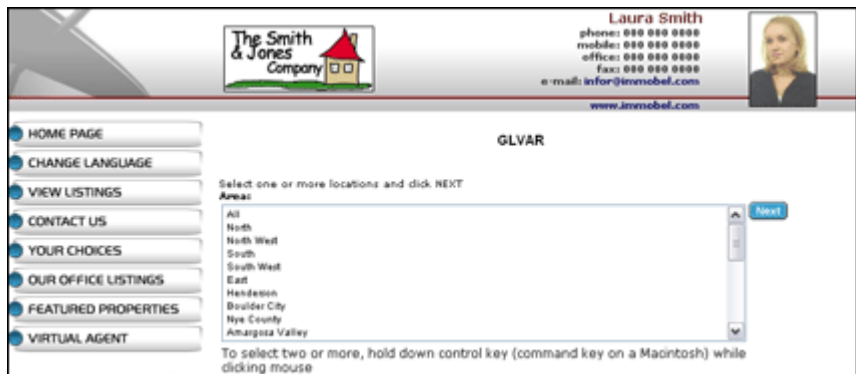 The Smith
& Jones
Company
Laura Smith
phone: 000 000 0000
mobile: 000 000 0000
office: 000 000 0000
fax: 000 000 0000
e-mail: infor@immobel.com
www.immobel.com
HOME PAGE
CHANGE LANGUAGE
VIEW LISTINGS
CONTACT US
YOUR CHOICES
OUR OFFICE LISTINGS
FEATURED PROPERTIES
VIRTUAL AGENT
GLVAR
Select one or more locations and click NEXT
Area:
Next
All
North
North West
South
South West
East
Henderson
Boulder City
Nye County
Amargosa Valley
To select two or more, hold down control key (command key on a Macintosh) while
clicking mouse